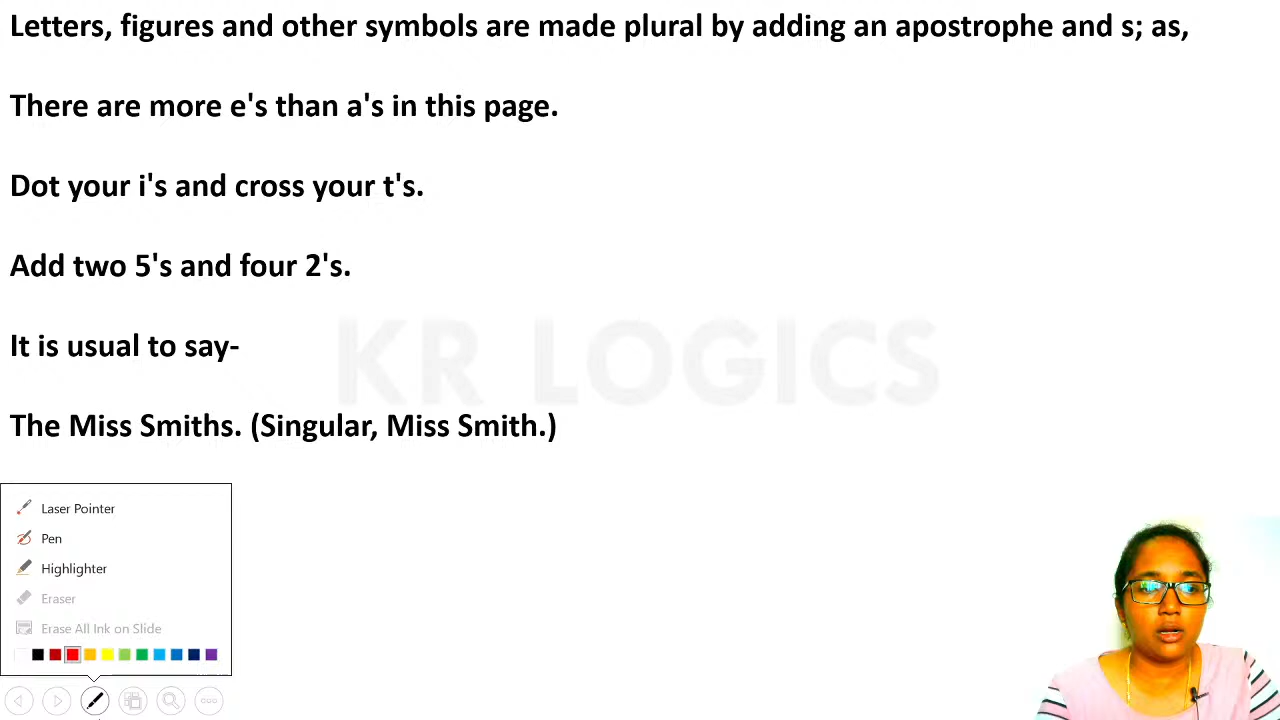 Letters, figures and other symbols are made plural by adding an apostrophe and s; as,
There are more e's than a's in this page.
Dot your i's and cross your t's.
Add two 5's and four 2's.
It is usual to say-
KR LOGICS
The Miss Smiths. (Singular, Miss Smith.)
Laser Pointer
Pen
Highlighter
Eraser
Erase All Ink on Slide